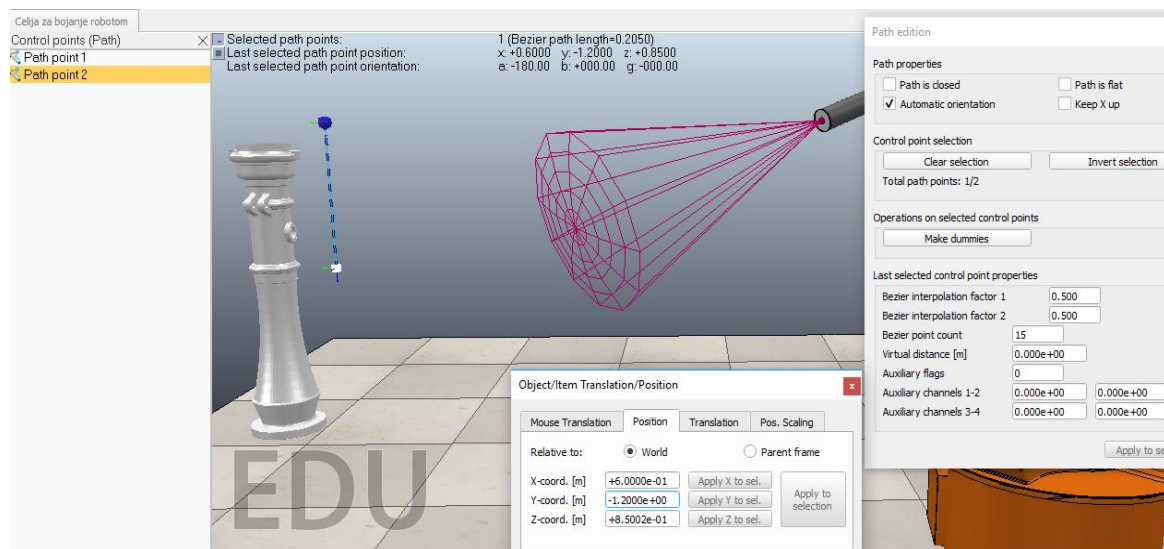 Celija za bojanje robotom
Control points (Path)
Path point 1
Path point 2
Selected path points: 1 (Bezier path length=0.2050)
Last selected path point position: x: +0.6000 y: -1.2000 z: +0.8500
Last selected path point orientation: a: -180.00 b: +000.00 g: -000.00
EDU
Path edition
Path properties
Path is closed Path is flat
Automatic orientation Keep X up
Control point selection
Clear selection Invert selection
Total path points: 1/2
Operations on selected control points
Make dummies
Last selected control point properties
Bezier interpolation factor 1 0.500
Bezier interpolation factor 2 0.500
Bezier point count 15
Virtual distance [m] 0.000e+00
Auxiliary flags 0
Auxiliary channels 1-2 0.000e+00 0.000e+00
Auxiliary channels 3-4 0.000e+00 0.000e+00
Apply to se
Object/Item Translation/Position
Mouse Translation Position Translation Pos. Scaling
Relative to: World Parent frame
X-coord. [m] +6.0000e-01 Apply X to sel.
Y-coord. [m] -1.2000e+00 Apply Y to sel.
Z-coord. [m] +8.5002e-01 Apply Z to sel.
Apply to
selection